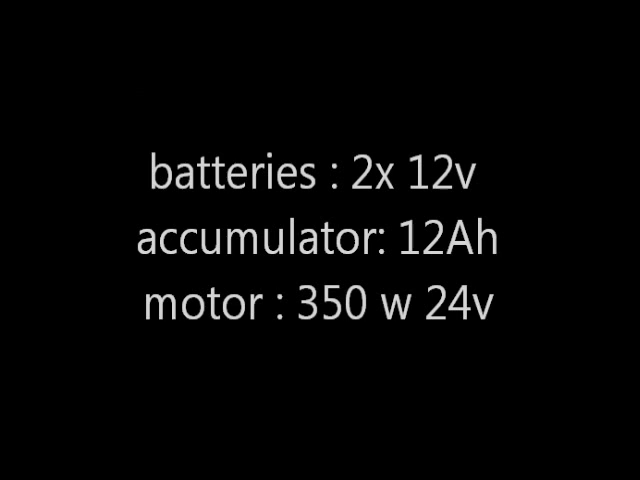 batteries : 2x 12v
accumulator: 12Ah
motor : 350 w 24v